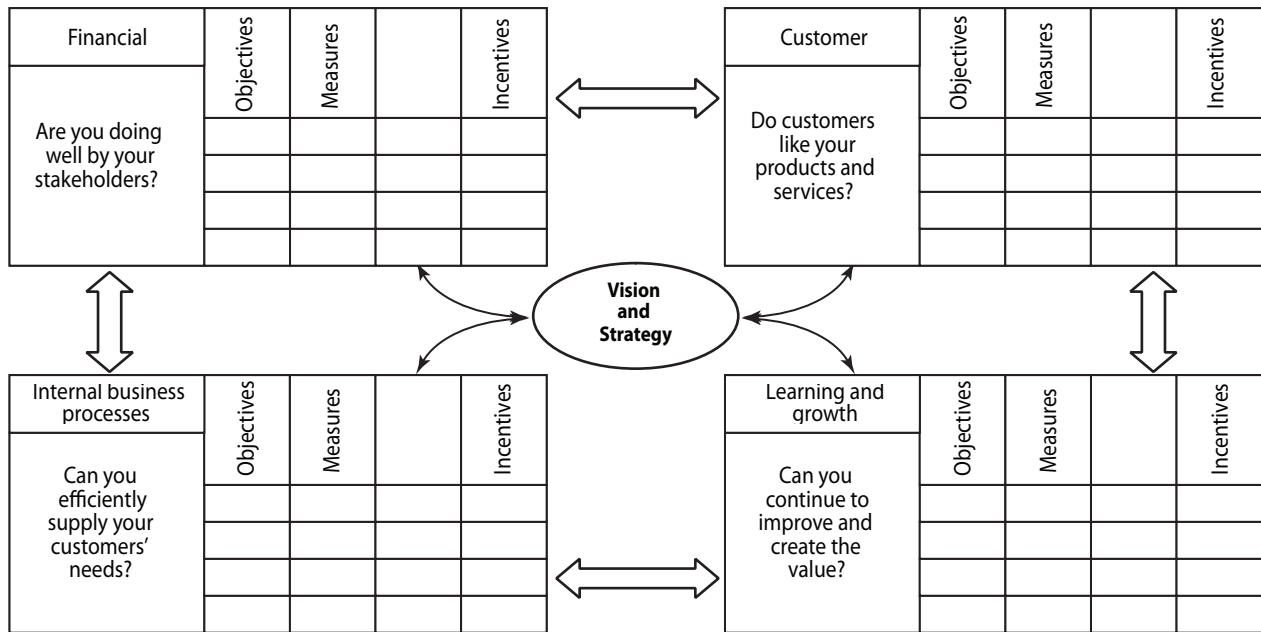 Financial
Objectives
Measures
Incentives
Are you doing
well by your
stakeholders?
Customer
Objectives
Measures
Incentives
Do customers
like your
products and
services?
Vision
and
Strategy
Internal business
processes
Objectives
Measures
Incentives
Can you
efficiently
supply your
customers’
needs?
Learning and
growth
Objectives
Measures
Incentives
Can you
continue to
improve and
create the
value?